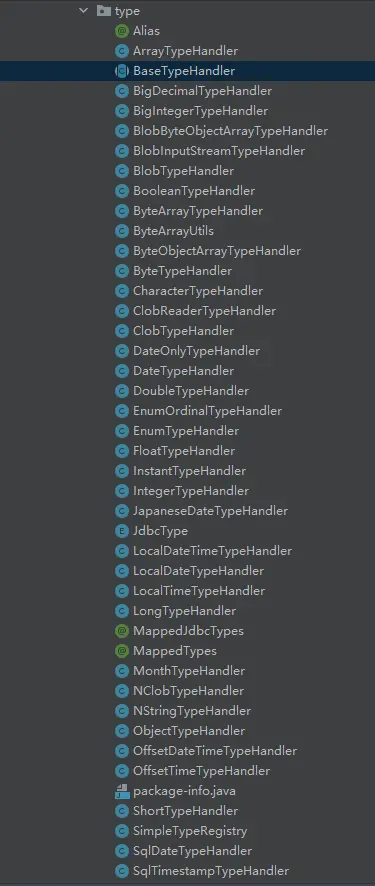 type
Alias
ArrayTypeHandler
BaseTypeHandler
BigDecimalTypeHandler
BigIntegerTypeHandler
BlobByteObjectArrayTypeHandler
BlobInputStreamTypeHandler
BlobTypeHandler
BooleanTypeHandler
ByteArrayTypeHandler
ByteArrayUtils
ByteObjectArrayTypeHandler
ByteTypeHandler
CharacterTypeHandler
ClobReaderTypeHandler
ClobTypeHandler
DateOnlyTypeHandler
DateTypeHandler
DoubleTypeHandler
EnumOrdinalTypeHandler
EnumTypeHandler
FloatTypeHandler
InstantTypeHandler
IntegerTypeHandler
JapaneseDateTypeHandler
JdbcType
LocalDateTimeTypeHandler
LocalDateTypeHandler
LocalTimeTypeHandler
LongTypeHandler
MappedJdbcTypes
MappedTypes
MonthTypeHandler
NClobTypeHandler
NStringTypeHandler
ObjectTypeHandler
OffsetDateTimeTypeHandler
OffsetTimeTypeHandler
package-info.java
ShortTypeHandler
SimpleTypeRegistry
SqlDateTypeHandler
SqlTimestampTypeHandler